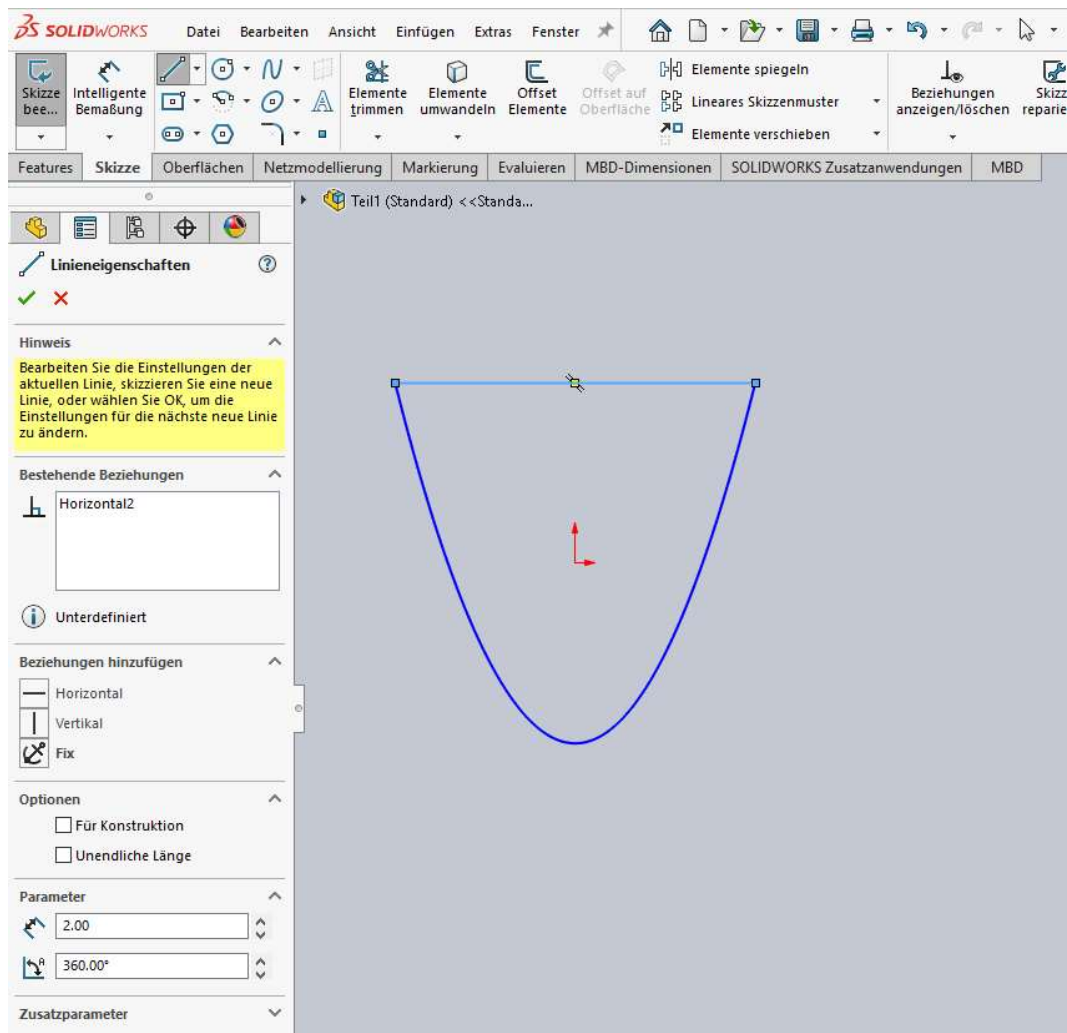 SOLIDWORKS Datei Bearbeiten Ansicht Einfügen Extras Fenster
Skizze bee...
Intelligente Bemaßung
Elemente trimmen
Elemente umwandeln
Offset Elemente
Offset auf Oberfläche
Elemente spiegeln
Lineares Skizzenmuster
Elemente verschieben
Beziehungen anzeigen/löschen
Skizz reparie
Features Skizze Oberflächen Netzmodellierung Markierung Evaluieren MBD-Dimensionen SOLIDWORKS Zusatzanwendungen MBD
Teil1 (Standard) <<Standa...
Linieneigenschaften
Hinweis
Bearbeiten Sie die Einstellungen der
aktuellen Linie, skizzieren Sie eine neue
Linie, oder wählen Sie OK, um die
Einstellungen für die nächste neue Linie
zu ändern.
Bestehende Beziehungen
Horizontal2
Unterdefiniert
Beziehungen hinzufügen
Horizontal
Vertikal
Fix
Optionen
Für Konstruktion
Unendliche Länge
Parameter
2.00
360.00°
Zusatzparameter